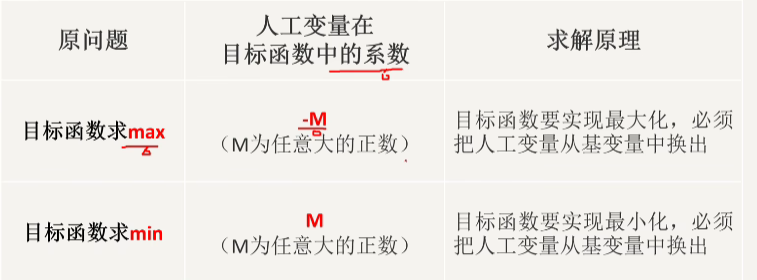 原问题
人工变量在
目标函数中的系数
求解原理
目标函数求max
-M
（M为任意大的正数）
目标函数要实现最大化，必须
把人工变量从基变量中换出
目标函数求min
M
（M为任意大的正数）
目标函数要实现最小化，必须
把人工变量从基变量中换出